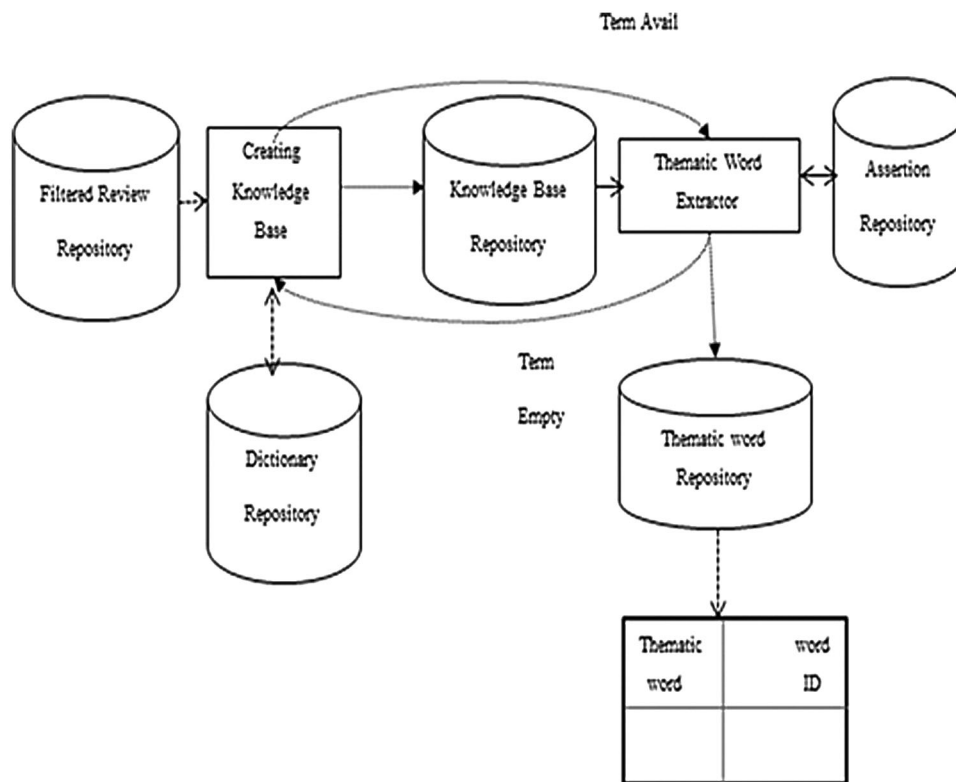 Term Avail
Filtered Review
Repository
Creating
Knowledge
Base
Knowledge Base
Repository
Thematic Word
Extractor
Assertion
Repository
Term
Empty
Dictionary
Repository
Thematic word
Repository
Thematic
word
word
ID